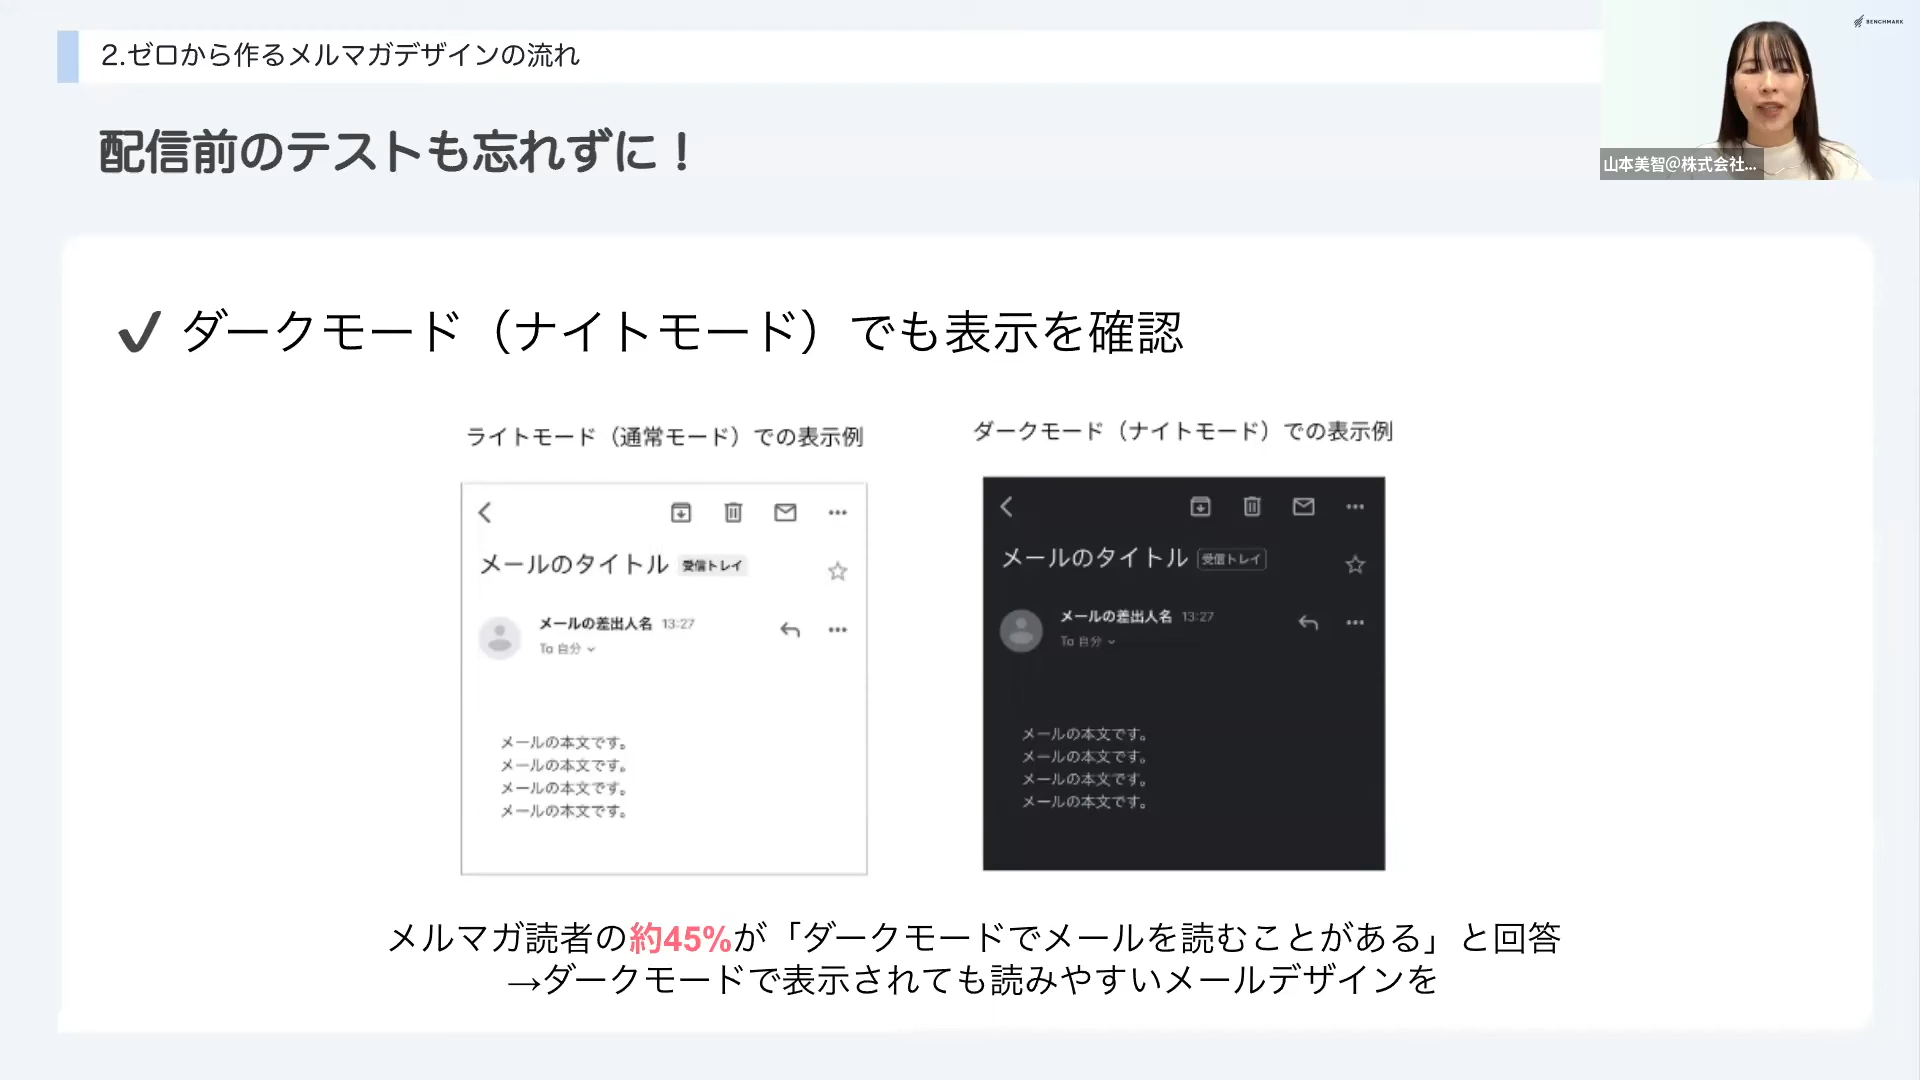 2.ゼロから作るメルマガデザインの流れ
BENCHMARK
山本美智@株式会社...
配信前のテストも忘れずに！
ダークモード（ナイトモード）でも表示を確認
ライトモード（通常モード）での表示例
メールのタイトル 受信トレイ
メールの差出人名 13:27
To 自分
メールの本文です。
メールの本文です。
メールの本文です。
メールの本文です。
ダークモード（ナイトモード）での表示例
メールのタイトル 受信トレイ
メールの差出人名 13:27
To 自分
メールの本文です。
メールの本文です。
メールの本文です。
メールの本文です。
メルマガ読者の約45%が「ダークモードでメールを読むことがある」と回答
→ダークモードで表示されても読みやすいメールデザインを